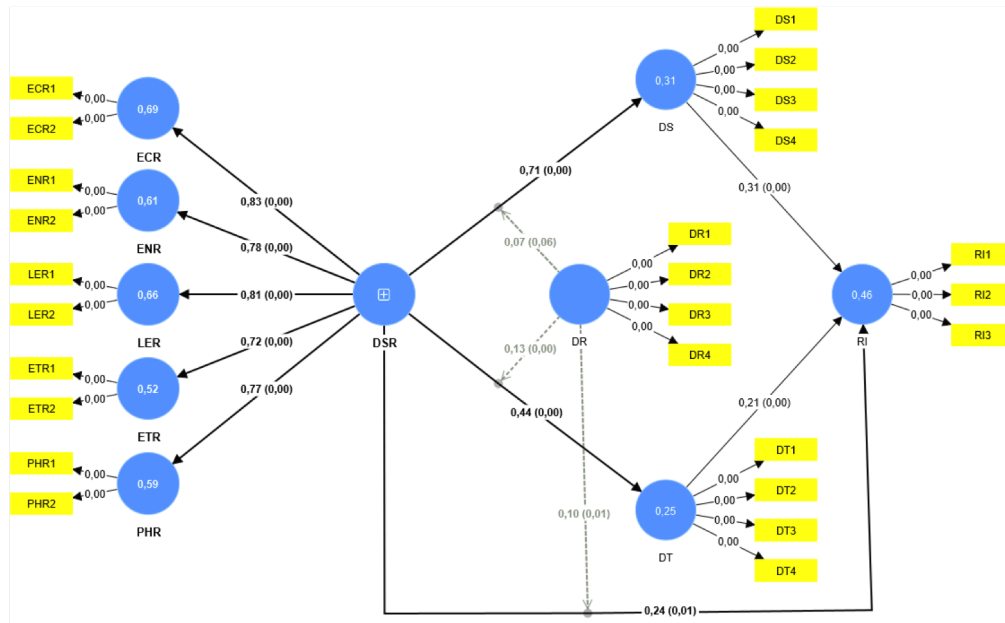 ECR1
ECR2
0,00
0,00
0,69
ECR
ENR1
ENR2
0,00
0,00
0,61
ENR
LER1
LER2
0,00
0,00
0,66
LER
ETR1
ETR2
0,00
0,00
0,52
ETR
PHR1
PHR2
0,00
0,00
0,59
PHR
0,83 (0,00)
0,78 (0,00)
0,81 (0,00)
0,72 (0,00)
0,77 (0,00)
DSR
0,71 (0,00)
0,07 (0,06)
0,13 (0,00)
0,44 (0,00)
0,10 (0,01)
0,24 (0,01)
DR
0,00
0,00
0,00
0,00
DR1
DR2
DR3
DR4
0,31
DS
0,00
0,00
0,00
0,00
DS1
DS2
DS3
DS4
0,31 (0,00)
0,21 (0,00)
0,25
DT
0,00
0,00
0,00
0,00
DT1
DT2
DT3
DT4
0,46
RI
0,00
0,00
0,00
RI1
RI2
RI3